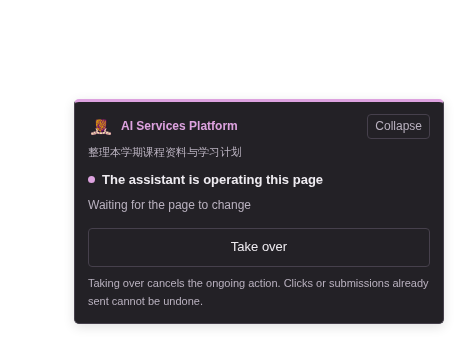 AI Services Platform
Collapse
整理本学期课程资料与学习计划
The assistant is operating this page
Waiting for the page to change
Take over
Taking over cancels the ongoing action. Clicks or submissions already
sent cannot be undone.